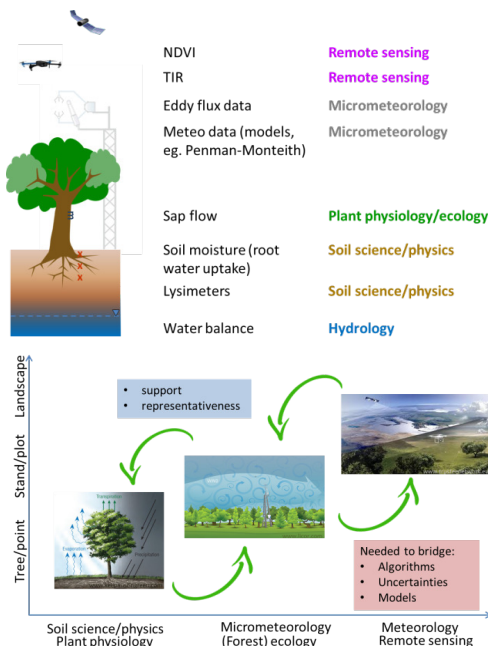 NDVI Remote sensing
TIR Remote sensing
Eddy flux data Micrometeorology
Meteo data (models, Micrometeorology
eg. Penman-Monteith)
Sap flow Plant physiology/ecology
Soil moisture (root Soil science/physics
water uptake)
Lysimeters Soil science/physics
Water balance Hydrology
Landscape
Stand/plot
Tree/point
• support
• representativeness
Transpiration
Evaporation
Precipitation
Needed to bridge:
• Algorithms
• Uncertainties
• Models
Soil science/physics
Plant physiology
Micrometeorology
(Forest) ecology
Meteorology
Remote sensing